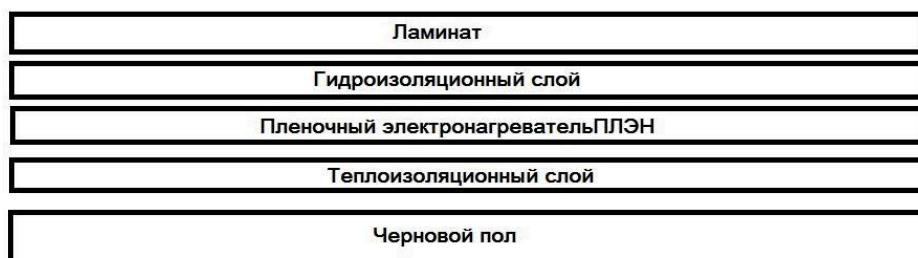 Ламинат
Гидроизоляционный слой
Пленочный электронагревательПЛЭН
Теплоизоляционный слой
Черновой пол